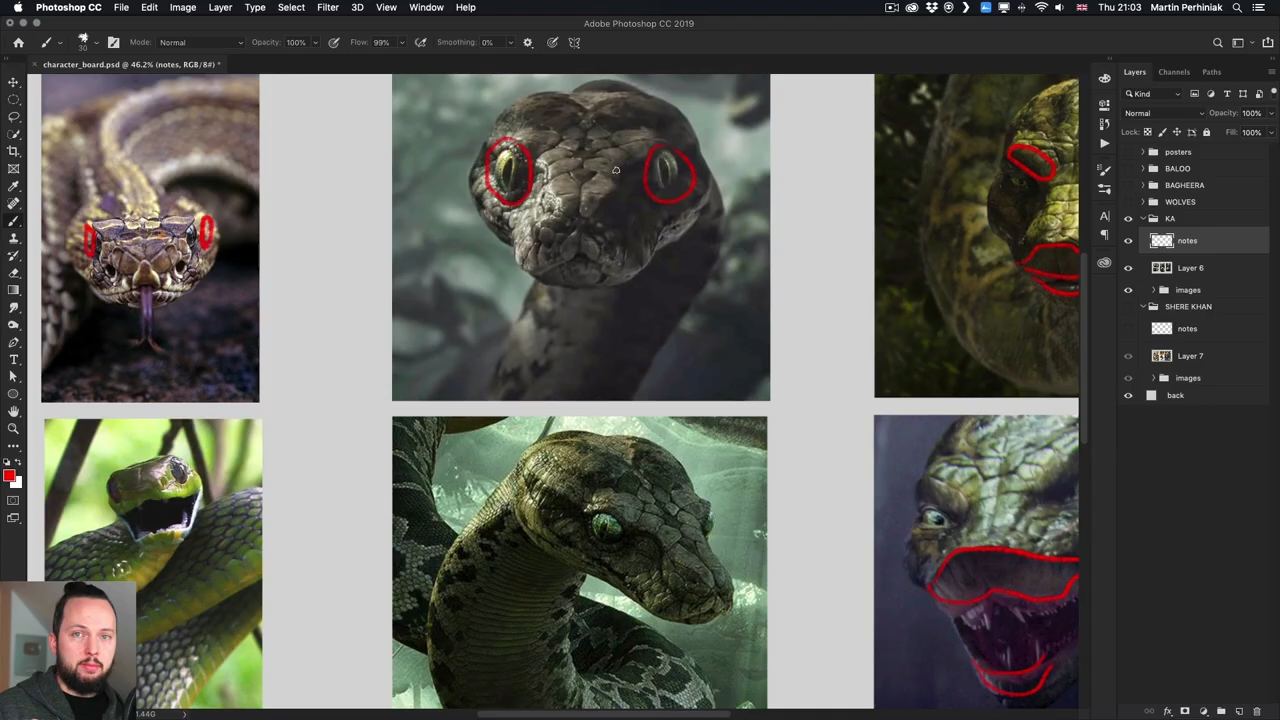 Photoshop CC File Edit Image Layer Type Select Filter 3D View Window Help Thu 21:03 Martin Perhiniak
Adobe Photoshop CC 2019
30 Mode: Normal Opacity: 100% Flow: 99% Smoothing: 0%
character_board.psd @ 46.2% (notes, RGB/8#) *
Layers Channels Paths
Kind
Normal Opacity: 100%
Lock: Fill: 100%
posters
BALOO
BAGHEERA
WOLVES
KA
notes
Layer 6
images
SHERE KHAN
notes
Layer 7
images
back
1.44G